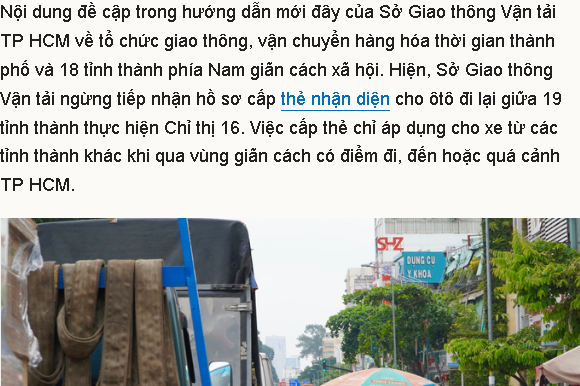 Nội dung đề cập trong hướng dẫn mới đây của Sở Giao thông Vận tải
TP HCM về tổ chức giao thông, vận chuyển hàng hóa thời gian thành
phố và 18 tỉnh thành phía Nam giãn cách xã hội. Hiện, Sở Giao thông
Vận tải ngừng tiếp nhận hồ sơ cấp thẻ nhận diện cho ôtô đi lại giữa 19
tỉnh thành thực hiện Chỉ thị 16. Việc cấp thẻ chỉ áp dụng cho xe từ các
tỉnh thành khác khi qua vùng giãn cách có điểm đi, đến hoặc quá cảnh
TP HCM.
SHZ
DỤNG CỤ
Y KHOA